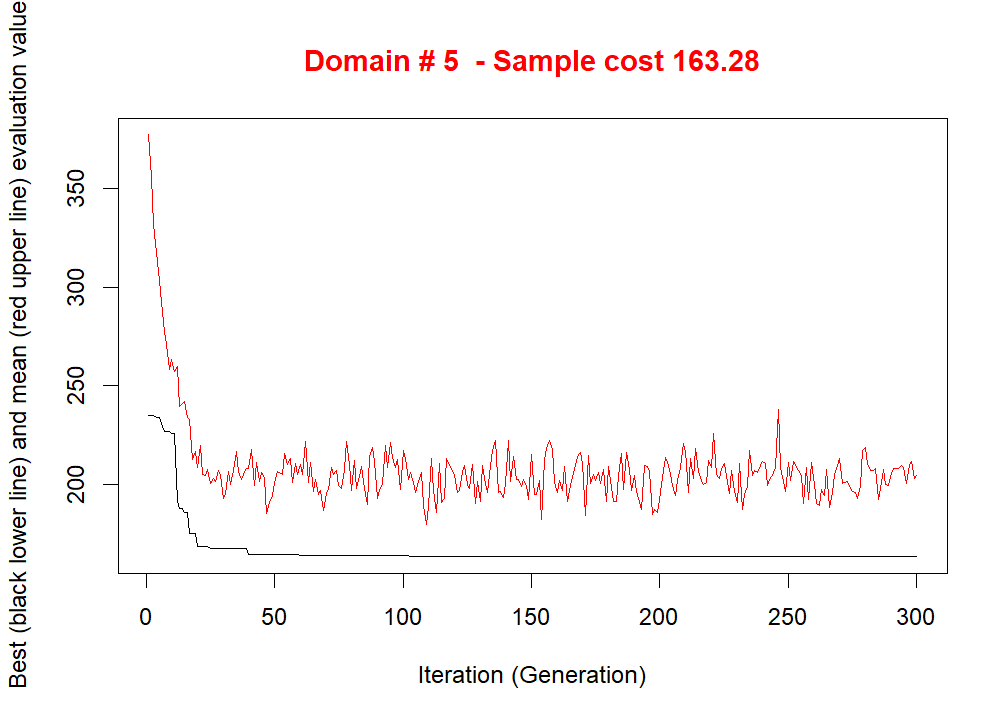 Domain # 5  - Sample cost 163.28
Best (black lower line) and mean (red upper line) evaluation value
350
300
250
200
0 50 100 150 200 250 300
Iteration (Generation)